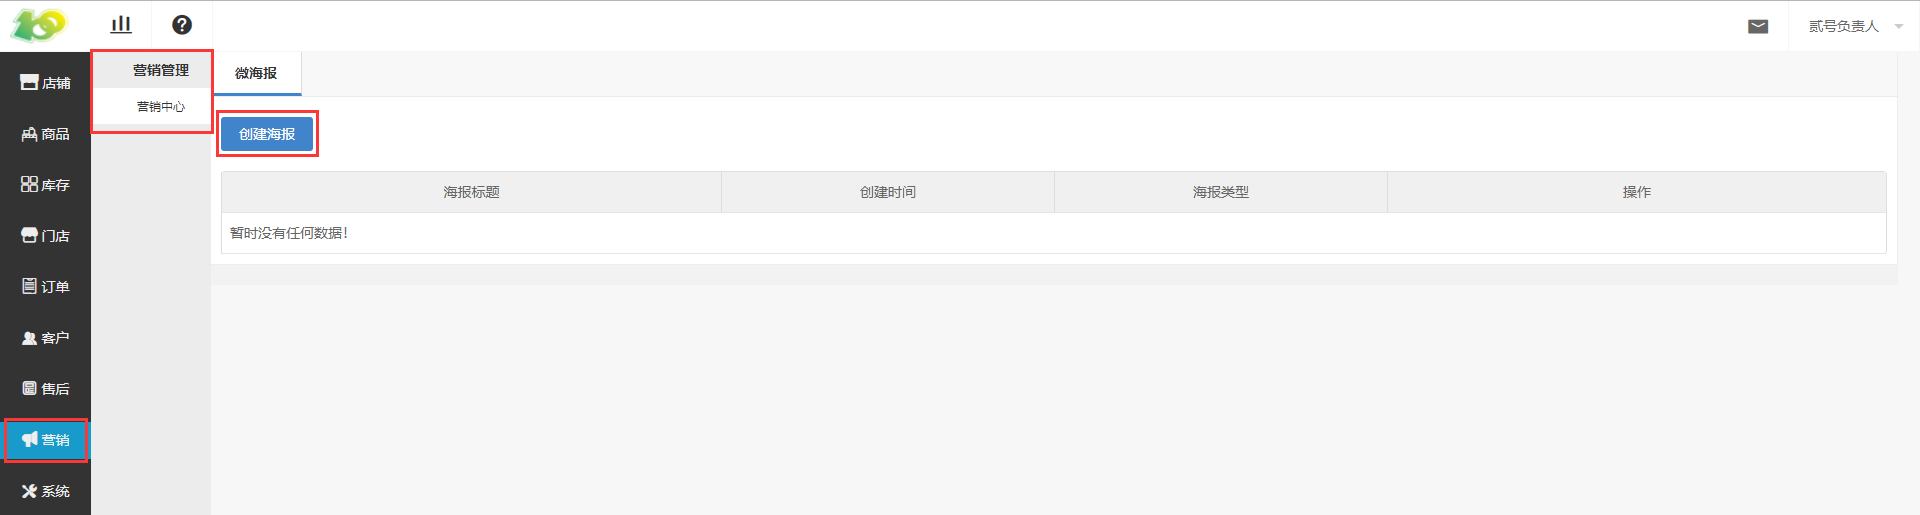 贰号负责人
店铺
商品
库存
门店
订单
客户
售后
营销
系统
营销管理
营销中心
微海报
创建海报
海报标题 创建时间 海报类型 操作
暂时没有任何数据！